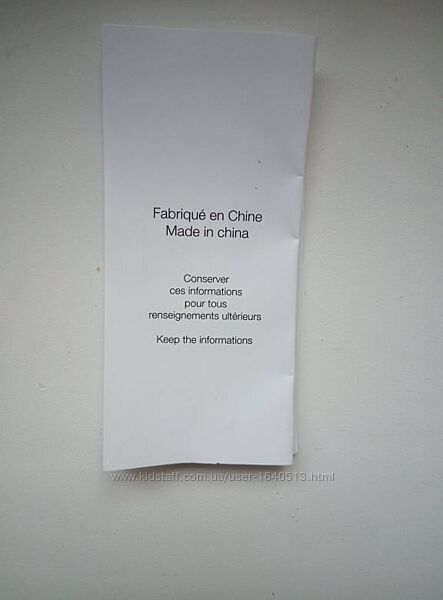 Fabriqué en Chine
Made in china
Conserver
ces informations
pour tous
renseignements ultérieurs
Keep the informations
www.kidstaff.com.ua/user-1640513.html